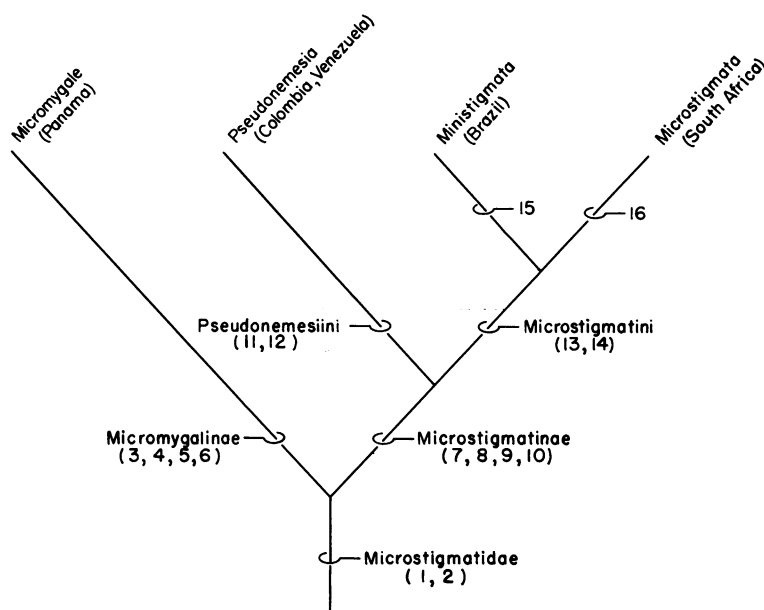 Micromygale
(Panama)
Pseudonemesia
(Colombia, Venezuela)
Ministigmata
(Brazil)
Microstigmata
(South Africa)
15
16
Pseudonemesiini
(11, 12)
Microstigmatini
(13, 14)
Micromygalinae
(3, 4, 5, 6)
Microstigmatinae
(7, 8, 9, 10)
Microstigmatidae
(1, 2)